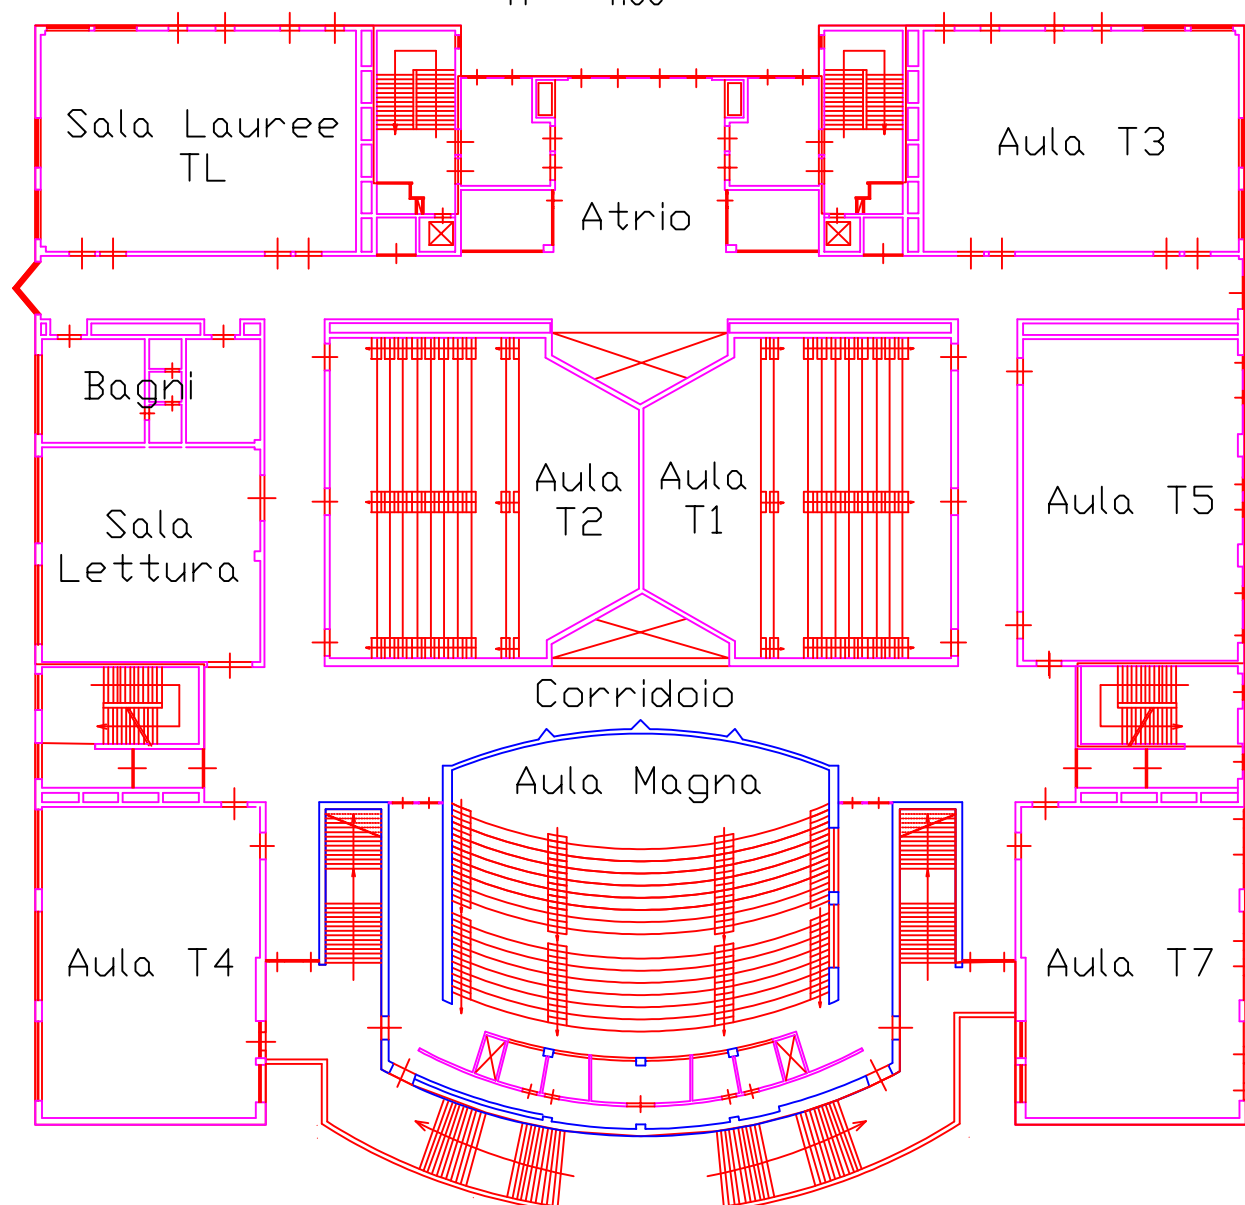 Sala Lauree
TL
Aula T3
Atrio
Bagni
Aula
T2
Aula
T1
Aula T5
Sala
Lettura
Corridoio
Aula Magna
Aula T4
Aula T7